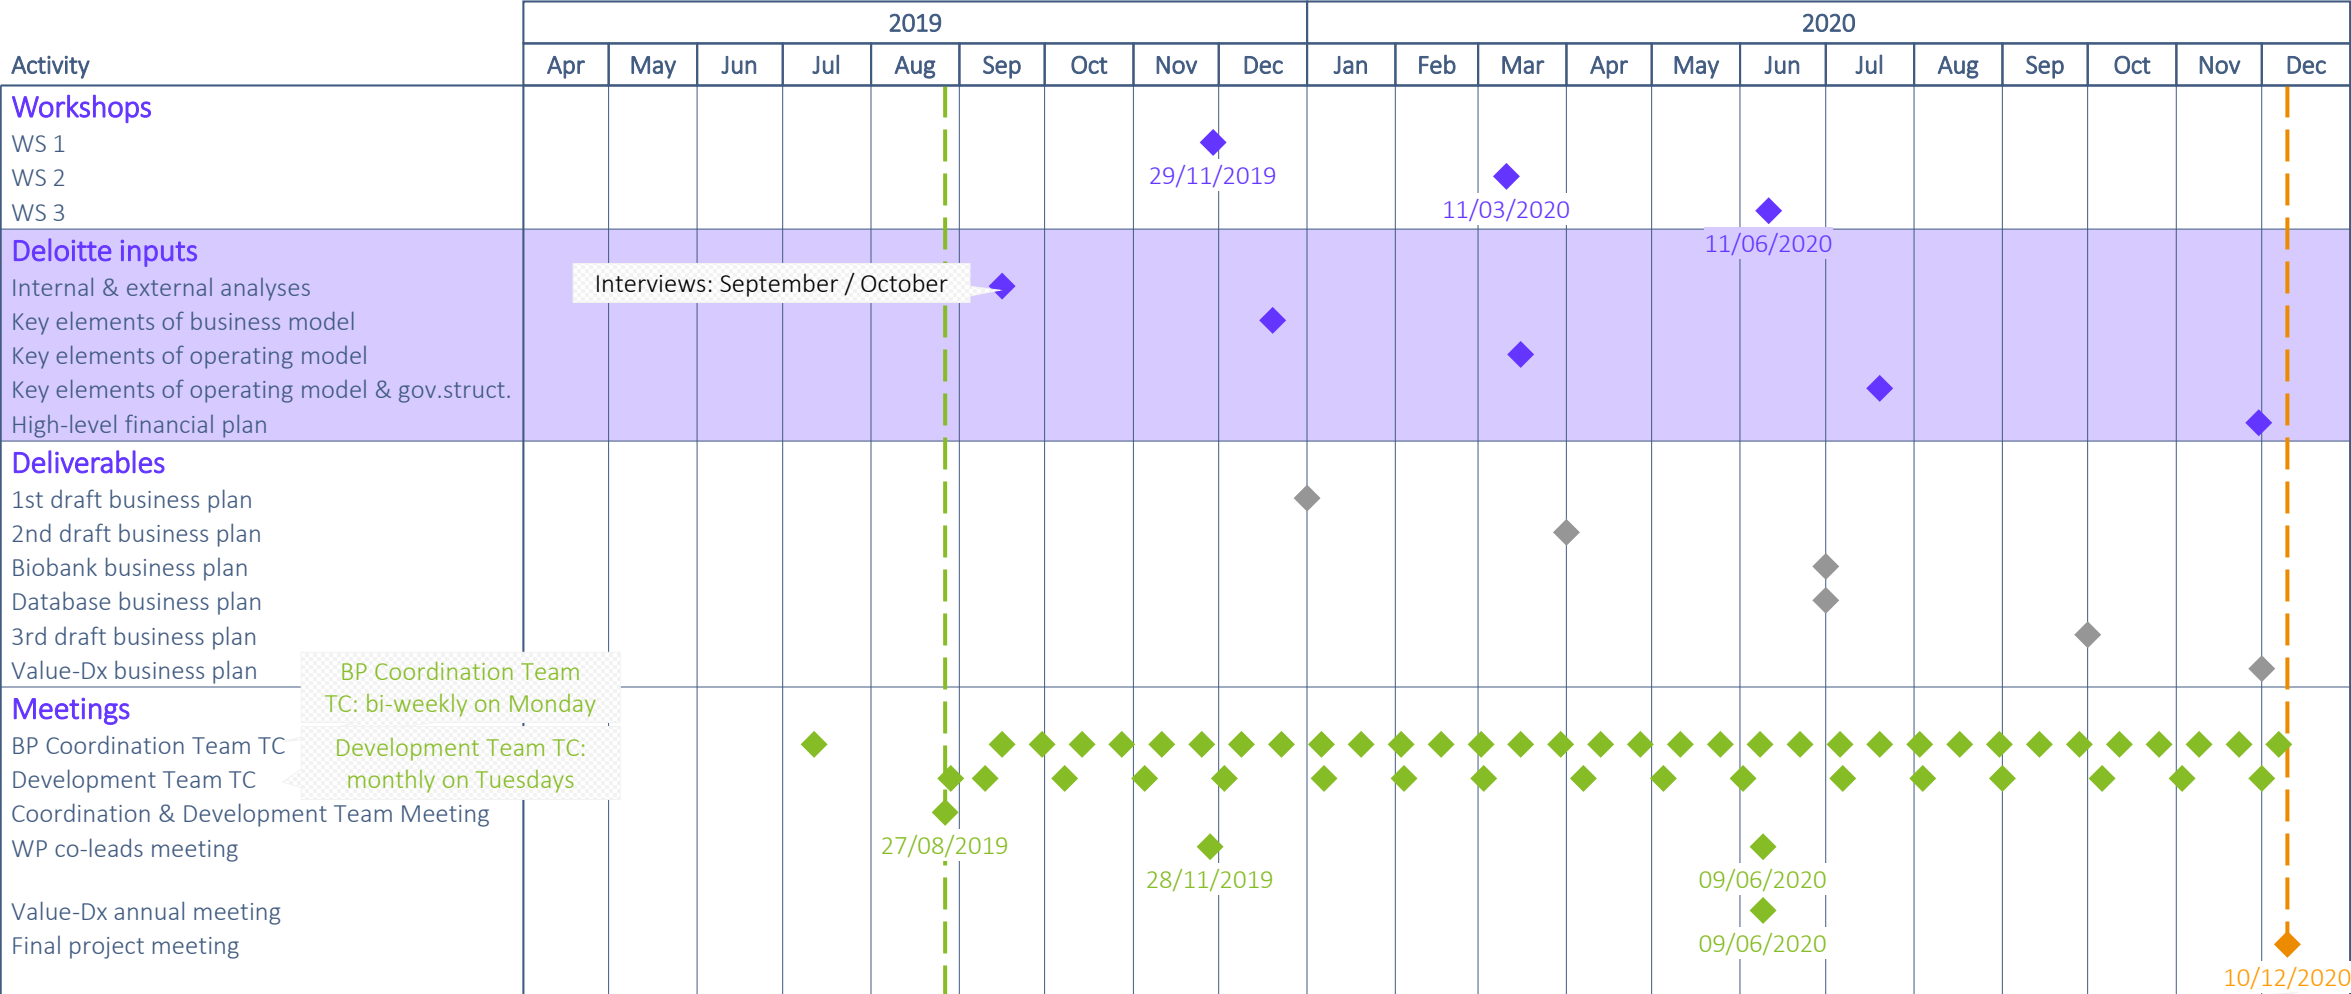 2019 2020
Activity Apr May Jun Jul Aug Sep Oct Nov Dec Jan Feb Mar Apr May Jun Jul Aug Sep Oct Nov Dec
Workshops
WS 1
29/11/2019
WS 2
11/03/2020
WS 3
11/06/2020
Deloitte inputs
Interviews: September / October
Internal & external analyses
Key elements of business model
Key elements of operating model
Key elements of operating model & gov.struct.
High-level financial plan
Deliverables
1st draft business plan
2nd draft business plan
Biobank business plan
Database business plan
3rd draft business plan
Value-Dx business plan
BP Coordination Team
TC: bi-weekly on Monday
Meetings
BP Coordination Team TC
Development Team TC:
monthly on Tuesdays
Development Team TC
Coordination & Development Team Meeting
27/08/2019
WP co-leads meeting
28/11/2019 09/06/2020
Value-Dx annual meeting
09/06/2020
Final project meeting
10/12/2020